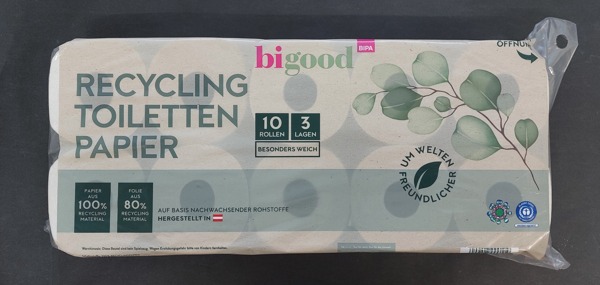 bigood
BIPA
ÖFFNUNG
RECYCLING
TOILETTEN
PAPIER
10
ROLLEN
3
LAGEN
BESONDERS WEICH
UM WELTEN
FREUNDLICHER
PAPIER
AUS
100%
RECYCLING
MATERIAL
FOLIE
AUS
80%
RECYCLING
MATERIAL
AUF BASIS NACHWACHSENDER ROHSTOFFE
HERGESTELLT IN